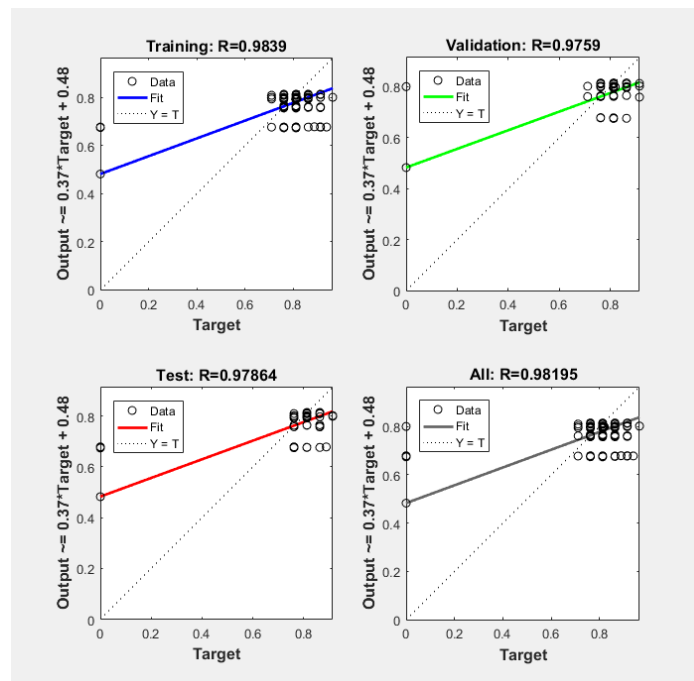 Training: R=0.9839
Output ~= 0.37*Target + 0.48
Data
Fit
Y = T
0.8
0.6
0.4
0.2
0
0 0.2 0.4 0.6 0.8
Target
Validation: R=0.9759
Output ~= 0.37*Target + 0.48
Data
Fit
Y = T
0.8
0.6
0.4
0.2
0
0 0.2 0.4 0.6 0.8
Target
Test: R=0.97864
Output ~= 0.37*Target + 0.48
Data
Fit
Y = T
0.8
0.6
0.4
0.2
0
0 0.2 0.4 0.6 0.8
Target
All: R=0.98195
Output ~= 0.37*Target + 0.48
Data
Fit
Y = T
0.8
0.6
0.4
0.2
0
0 0.2 0.4 0.6 0.8
Target